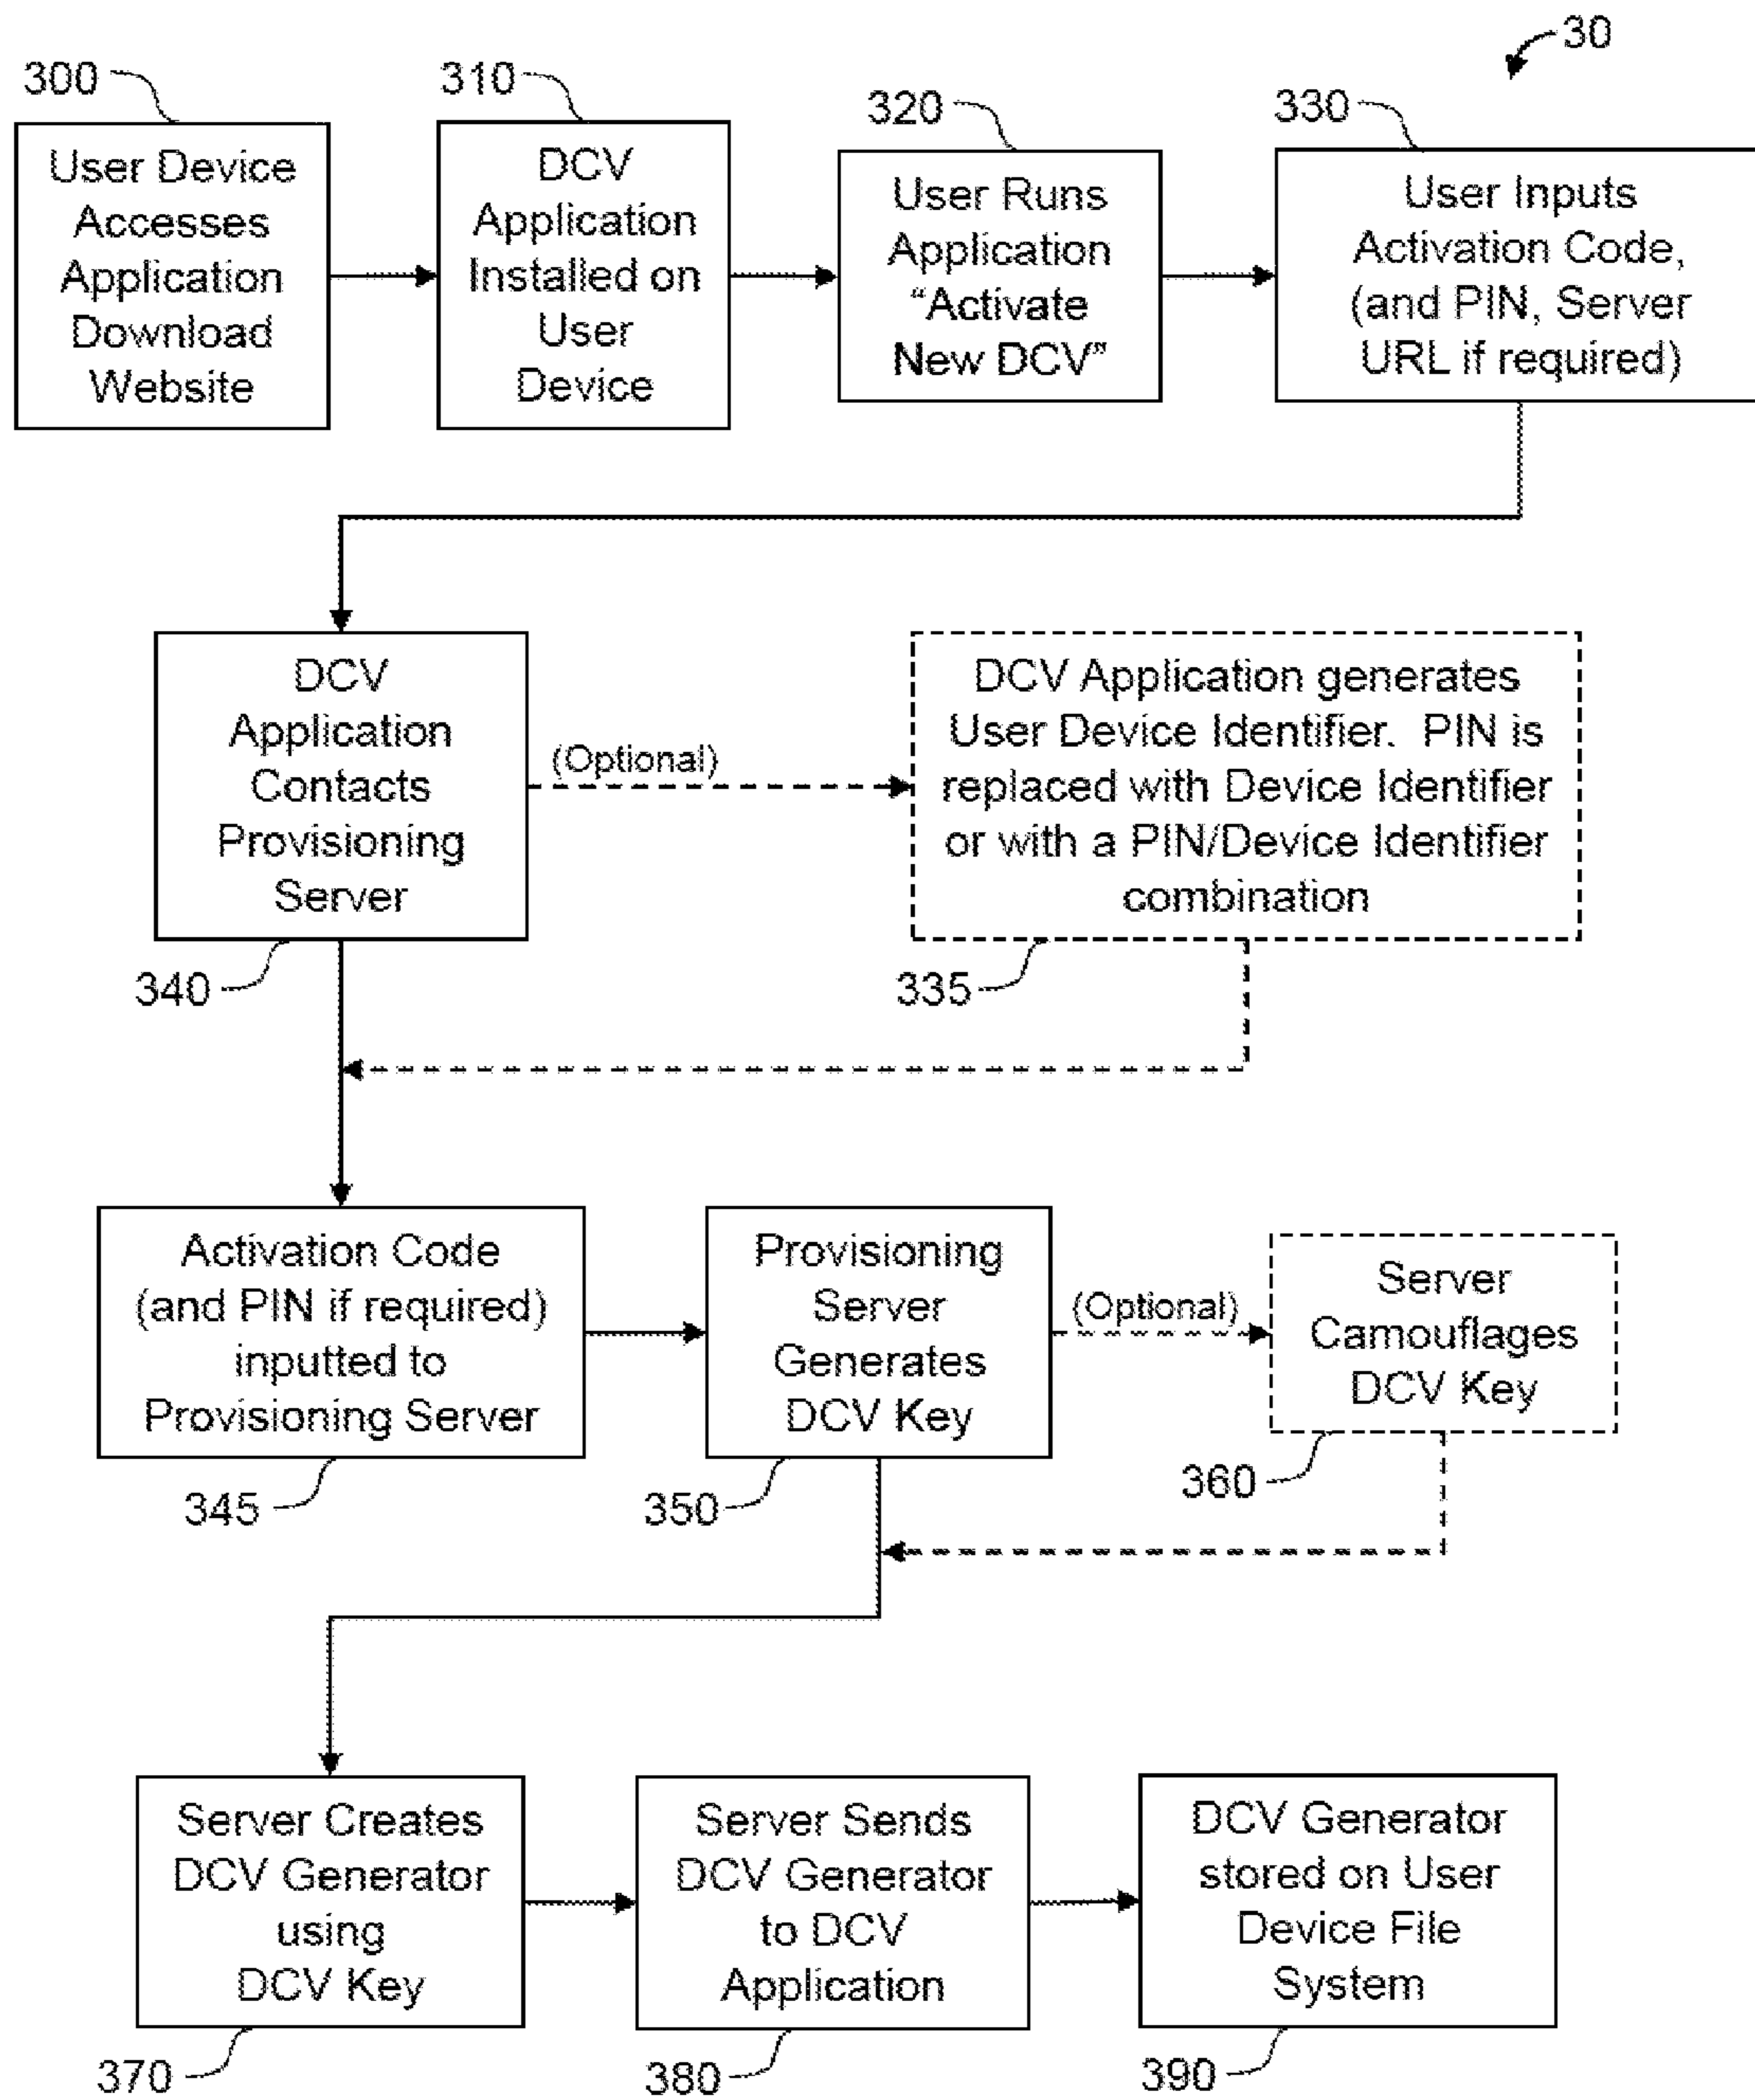 30
300
310
320
330
User Device
Accesses
Application
Download
Website
DCV
Application
Installed on
User
Device
User Runs
Application
“Activate
New DCV”
User Inputs
Activation Code,
(and PIN, Server
URL if required)
DCV
Application
Contacts
Provisioning
Server
(Optional)
DCV Application generates
User Device Identifier. PIN is
replaced with Device Identifier
or with a PIN/Device Identifier
combination
340
335
Activation Code
(and PIN if required)
inputted to
Provisioning Server
Provisioning
Server
Generates
DCV Key
(Optional)
Server
Camouflages
DCV Key
345
350
360
Server Creates
DCV Generator
using
DCV Key
Server Sends
DCV Generator
to DCV
Application
DCV Generator
stored on User
Device File
System
370
380
390